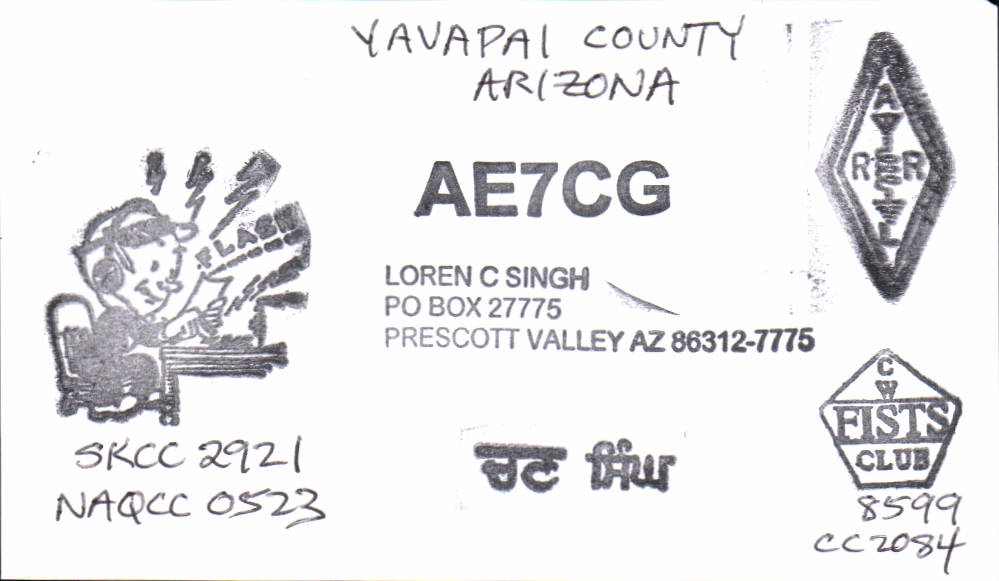 YAVAPAI COUNTY
ARIZONA
ARRL
AE7CG
FLASH
LOREN C SINGH
PO BOX 27775
PRESCOTT VALLEY AZ 86312-7775
CW
FISTS
CLUB
SKCC 2921
NAQCC 0523
ਚਣ ਸਿੰਘ
8599
CC2084